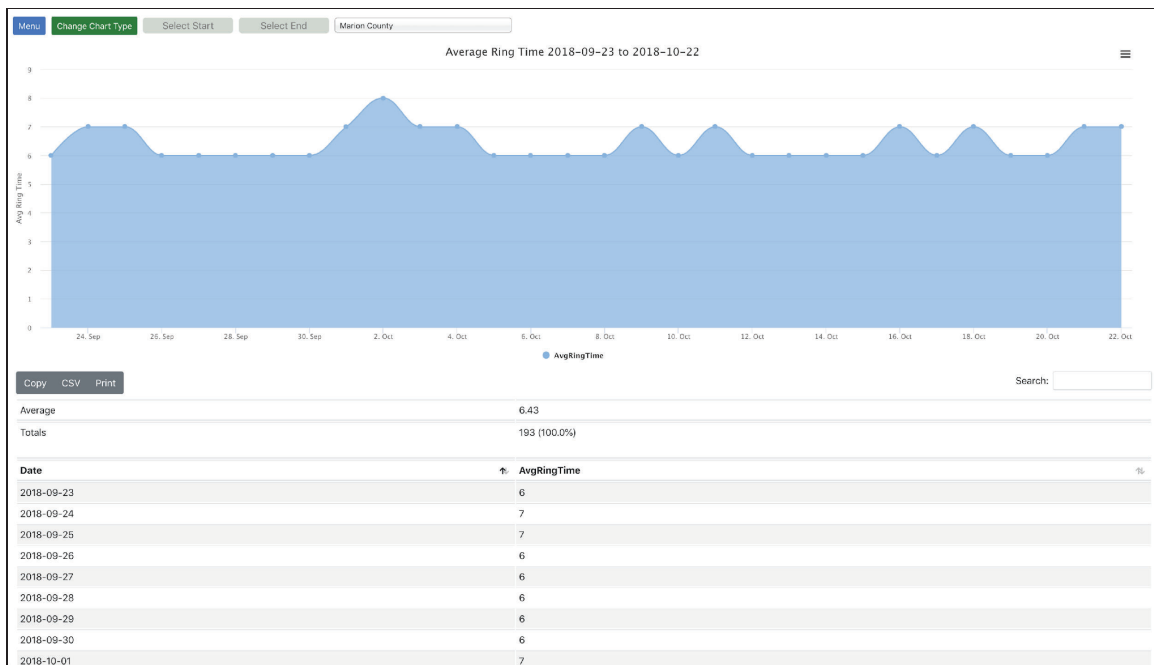 Menu Change Chart Type Select Start Select End Marion County
Average Ring Time 2018-09-23 to 2018-10-22
9
8
7
6
5
4
3
2
1
0
Avg Ring Time
24. Sep 26. Sep 28. Sep 30. Sep 2. Oct 4. Oct 6. Oct 8. Oct 10. Oct 12. Oct 14. Oct 16. Oct 18. Oct 20. Oct 22. Oct
AvgRingTime
Copy CSV Print Search:
Average 6.43
Totals 193 (100.0%)
Date AvgRingTime
2018-09-23 6
2018-09-24 7
2018-09-25 7
2018-09-26 6
2018-09-27 6
2018-09-28 6
2018-09-29 6
2018-09-30 6
2018-10-01 7